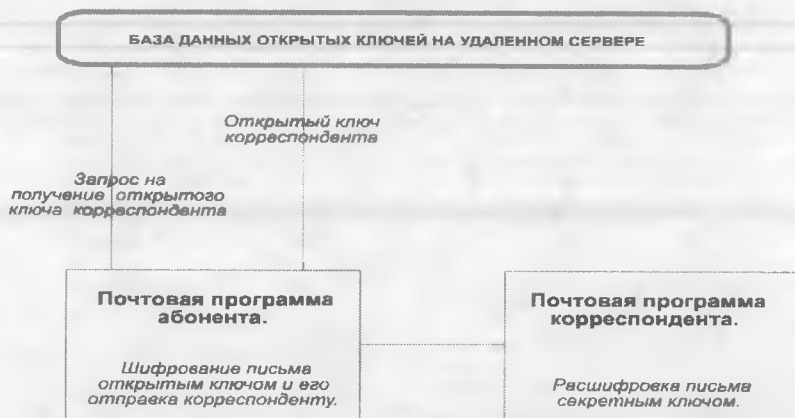 БАЗА ДАННЫХ ОТКРЫТЫХ КЛЮЧЕЙ НА УДАЛЕННОМ СЕРВЕРЕ
Открытый ключ
корреспондента
Запрос на
получение открытого
ключа корреспондента
Почтовая программа
абонента.
Шифрование письма
открытым ключом и его
отправка корреспонденту.
Почтовая программа
корреспондента.
Расшифровка письма
секретным ключом.